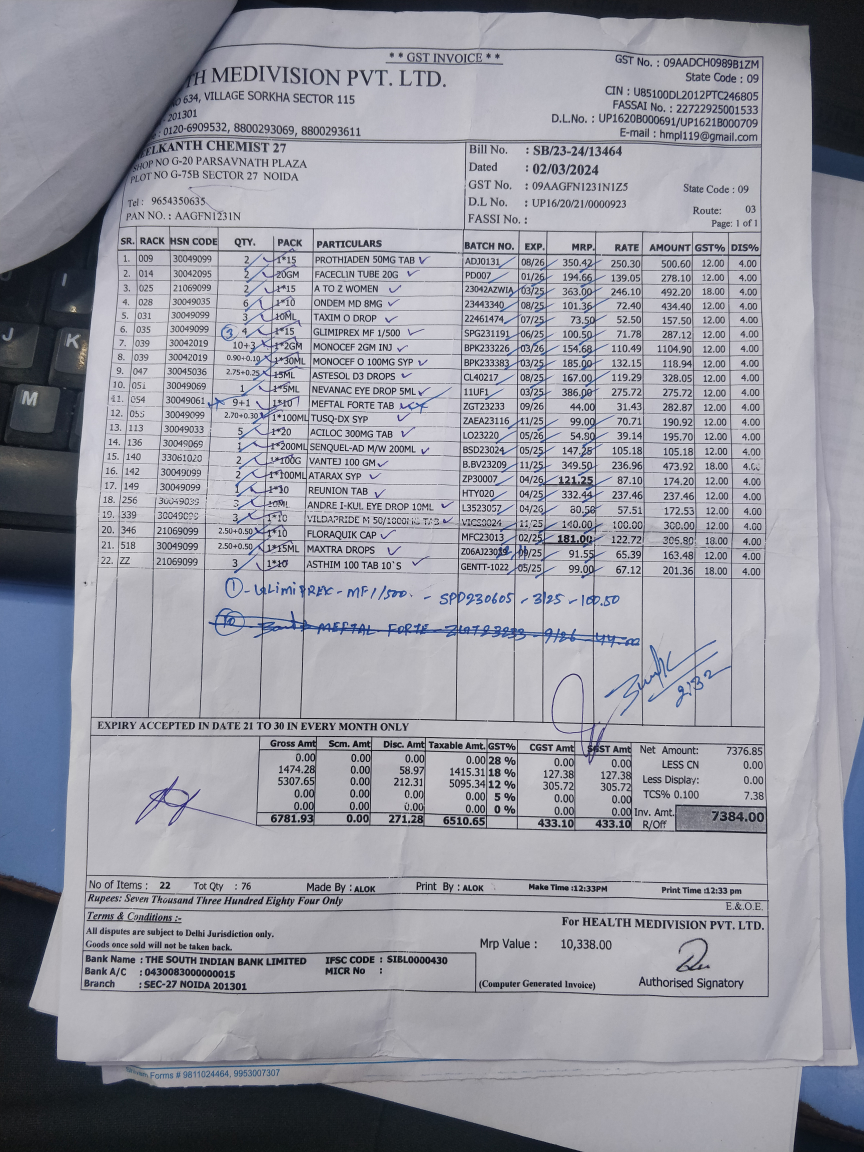 ** GST INVOICE **
TH MEDIVISION PVT. LTD.
NO 634, VILLAGE SORKHA SECTOR 115
201301
: 0120-6909532, 8800293069, 8800293611
GST No. : 09AADCH0989B1ZM
State Code : 09
CIN : U85100DL2012PTC246805
FASSAI No. : 22722925001533
D.L.No. : UP1620B000691/UP1621B000709
E-mail : hmpl119@gmail.com
EELKANTH CHEMIST 27
SHOP NO G-20 PARSAVNATH PLAZA
PLOT NO G-75B SECTOR 27 NOIDA
Tel : 9654350635
PAN NO. : AAGFN1231N
Bill No. : SB/23-24/13464
Dated : 02/03/2024
GST No. : 09AAGFN1231N1Z5 State Code : 09
D.L No. : UP16/20/21/0000923
FASSI No. : Route: 03
Page: 1 of 1
SR. RACK HSN CODE QTY. PACK PARTICULARS BATCH NO. EXP. MRP. RATE AMOUNT GST% DIS%
1. 009 30049099 2 1*15 PROTHIADEN 50MG TAB ADJ0131 08/26 350.42 250.30 500.60 12.00 4.00
2. 014 30042095 2 20GM FACECLIN TUBE 20G PD007 01/26 194.66 139.05 278.10 12.00 4.00
3. 025 21069099 2 1*15 A TO Z WOMEN 23042AZWIA 03/25 363.00 246.10 492.20 18.00 4.00
4. 028 30049035 6 1*10 ONDEM MD 8MG 23443340 08/26 101.36 72.40 434.40 12.00 4.00
5. 031 30049099 3 10ML TAXIM O DROP 22461474 07/25 73.50 52.50 157.50 12.00 4.00
6. 035 30049099 (3) 4 1*15 GLIMIPREX MF 1/500 SPG231191 06/25 100.50 71.78 287.12 12.00 4.00
7. 039 30042019 10+3 1*2GM MONOCEF 2GM INJ BPK233226 03/26 154.68 110.49 1104.90 12.00 4.00
8. 039 30042019 0.90+0.10 1*30ML MONOCEF O 100MG SYP BPK233383 03/26 185.00 132.15 118.94 12.00 4.00
9. 047 30045036 2.75+0.25 15ML ASTESOL D3 DROPS CL40217 08/25 167.00 119.29 328.05 12.00 4.00
10. 051 30049069 1 1*5ML NEVANAC EYE DROP 5ML 11UF1 03/25 386.00 275.72 275.72 12.00 4.00
11. 054 30049061 9+1 1*10 MEFTAL FORTE TAB ZGT23233 09/26 44.00 31.43 282.87 12.00 4.00
12. 055 30049099 2.70+0.30 1*100ML TUSQ-DX SYP ZAEA23116 11/25 99.00 70.71 190.92 12.00 4.00
13. 113 30049033 5 1*20 ACILOC 300MG TAB LO23220 05/26 54.80 39.14 195.70 12.00 4.00
14. 136 30049069 1 1*200ML SENQUEL-AD M/W 200ML BSD23024 05/25 147.25 105.18 105.18 12.00 4.00
15. 140 33061020 2 1*100G VANTEJ 100 GM B.BV23209 11/25 349.50 236.96 473.92 18.00 4.00
16. 142 30049099 2 1*100ML ATARAX SYP ZP30007 04/26 121.25 87.10 174.20 12.00 4.00
17. 149 30049099 1 1*10 REUNION TAB HTY020 04/25 332.44 237.46 237.46 12.00 4.00
18. 256 30049099 3 10ML ANDRE I-KUL EYE DROP 10ML L3523057 04/26 80.50 57.51 172.53 12.00 4.00
19. 339 30049099 3 1*10 VILDAPRIDE M 50/1000MG TAB VICS0024 11/25 140.00 100.00 300.00 12.00 4.00
20. 346 21069099 2.50+0.50 1*10 FLORAQUIK CAP MFC23013 02/25 181.00 122.72 306.80 18.00 4.00
21. 518 30049099 2.50+0.50 1*15ML MAXTRA DROPS 09/25 91.55 65.39 163.48 12.00 4.00
22. ZZ 21069099 3 1*10 ASTHIM 100 TAB 10`S GENTT-1022 05/25 99.00 67.12 201.36 18.00 4.00
(1) - GLimiPREX - MF 1/500. - SPD230605 - 3/25 - 100.50
MEFTAL FORTE - ZGT23233 - 9/26 - 44.00
EXPIRY ACCEPTED IN DATE 21 TO 30 IN EVERY MONTH ONLY
Gross Amt Scm. Amt Disc. Amt Taxable Amt. GST% CGST Amt SGST Amt
0.00 0.00 0.00 0.00 28 % 0.00 0.00
1474.28 0.00 58.97 1415.31 18 % 127.38 127.38
5307.65 0.00 212.31 5095.34 12 % 305.72 305.72
0.00 0.00 0.00 0.00 5 % 0.00 0.00
0.00 0.00 0.00 0.00 0 % 0.00 0.00
6781.93 0.00 271.28 6510.65 433.10 433.10
Net Amount: 7376.85
LESS CN 0.00
Less Display: 0.00
TCS% 0.100 7.38
Inv. Amt. 7384.00
R/Off
No of Items : 22 Tot Qty : 76 Made By : ALOK Print By : ALOK Make Time :12:33PM Print Time :12:33 pm
Rupees: Seven Thousand Three Hundred Eighty Four Only
E.&O.E.
Terms & Conditions :-
All disputes are subject to Delhi Jurisdiction only.
Goods once sold will not be taken back.
For HEALTH MEDIVISION PVT. LTD.
Mrp Value : 10,338.00
Bank Name : THE SOUTH INDIAN BANK LIMITED IFSC CODE : SIBL0000430
Bank A/C : 0430083000000015 MICR No :
Branch : SEC-27 NOIDA 201301
(Computer Generated Invoice)
Authorised Signatory
Forms # 9811024464, 9953007307